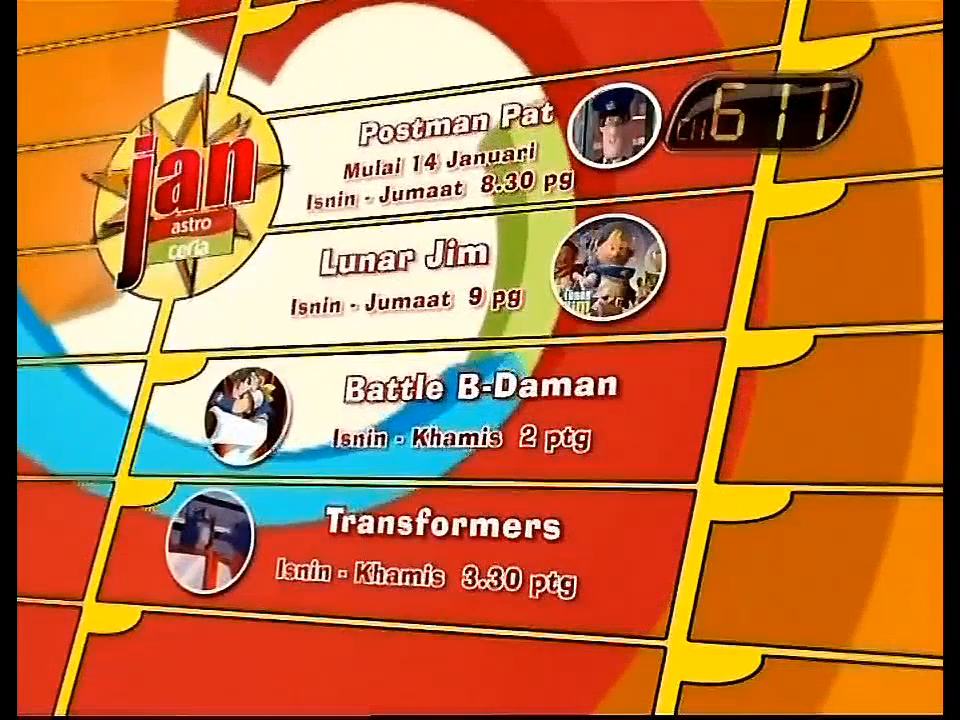 jan
astro
ceria
Postman Pat
Mulai 14 Januari
Isnin - Jumaat 8.30 pg
CH 611
Lunar Jim
Isnin - Jumaat 9 pg
Battle B-Daman
Isnin - Khamis 2 ptg
Transformers
Isnin - Khamis 3.30 ptg